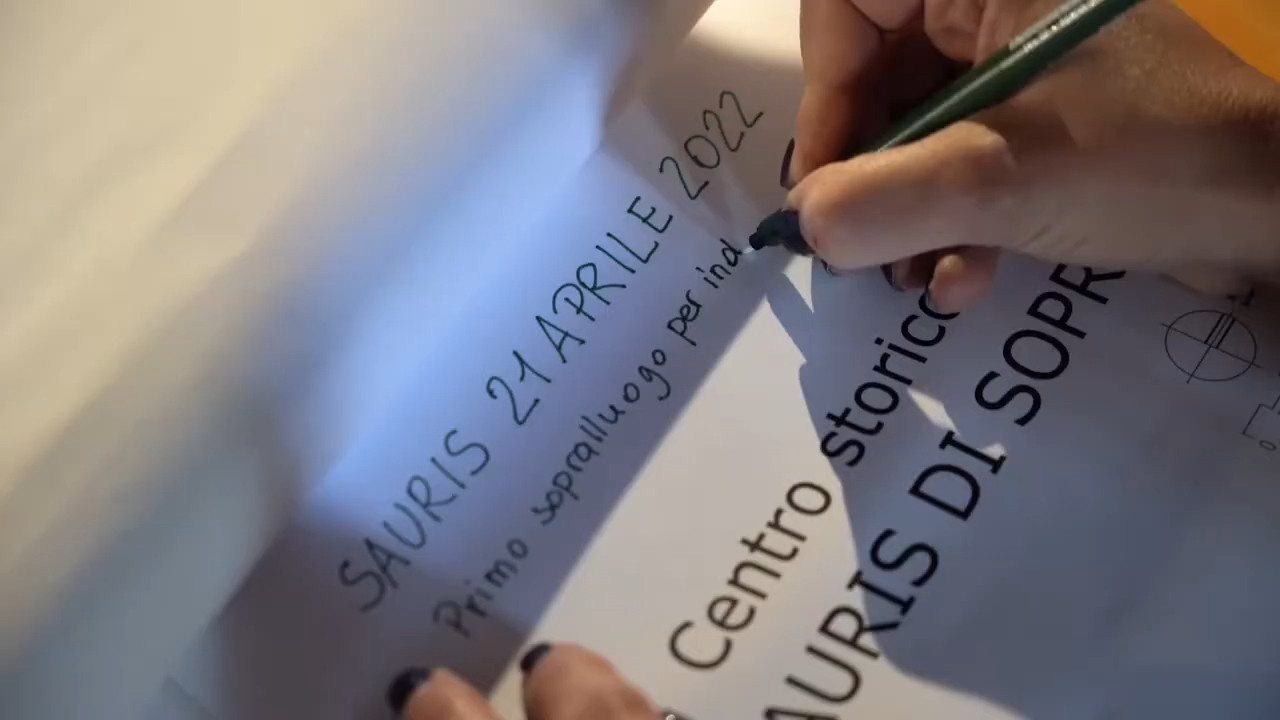 SAURIS 21 APRILE 2022
Primo sopralluogo per ind
Centro storico
AURIS DI SOPR